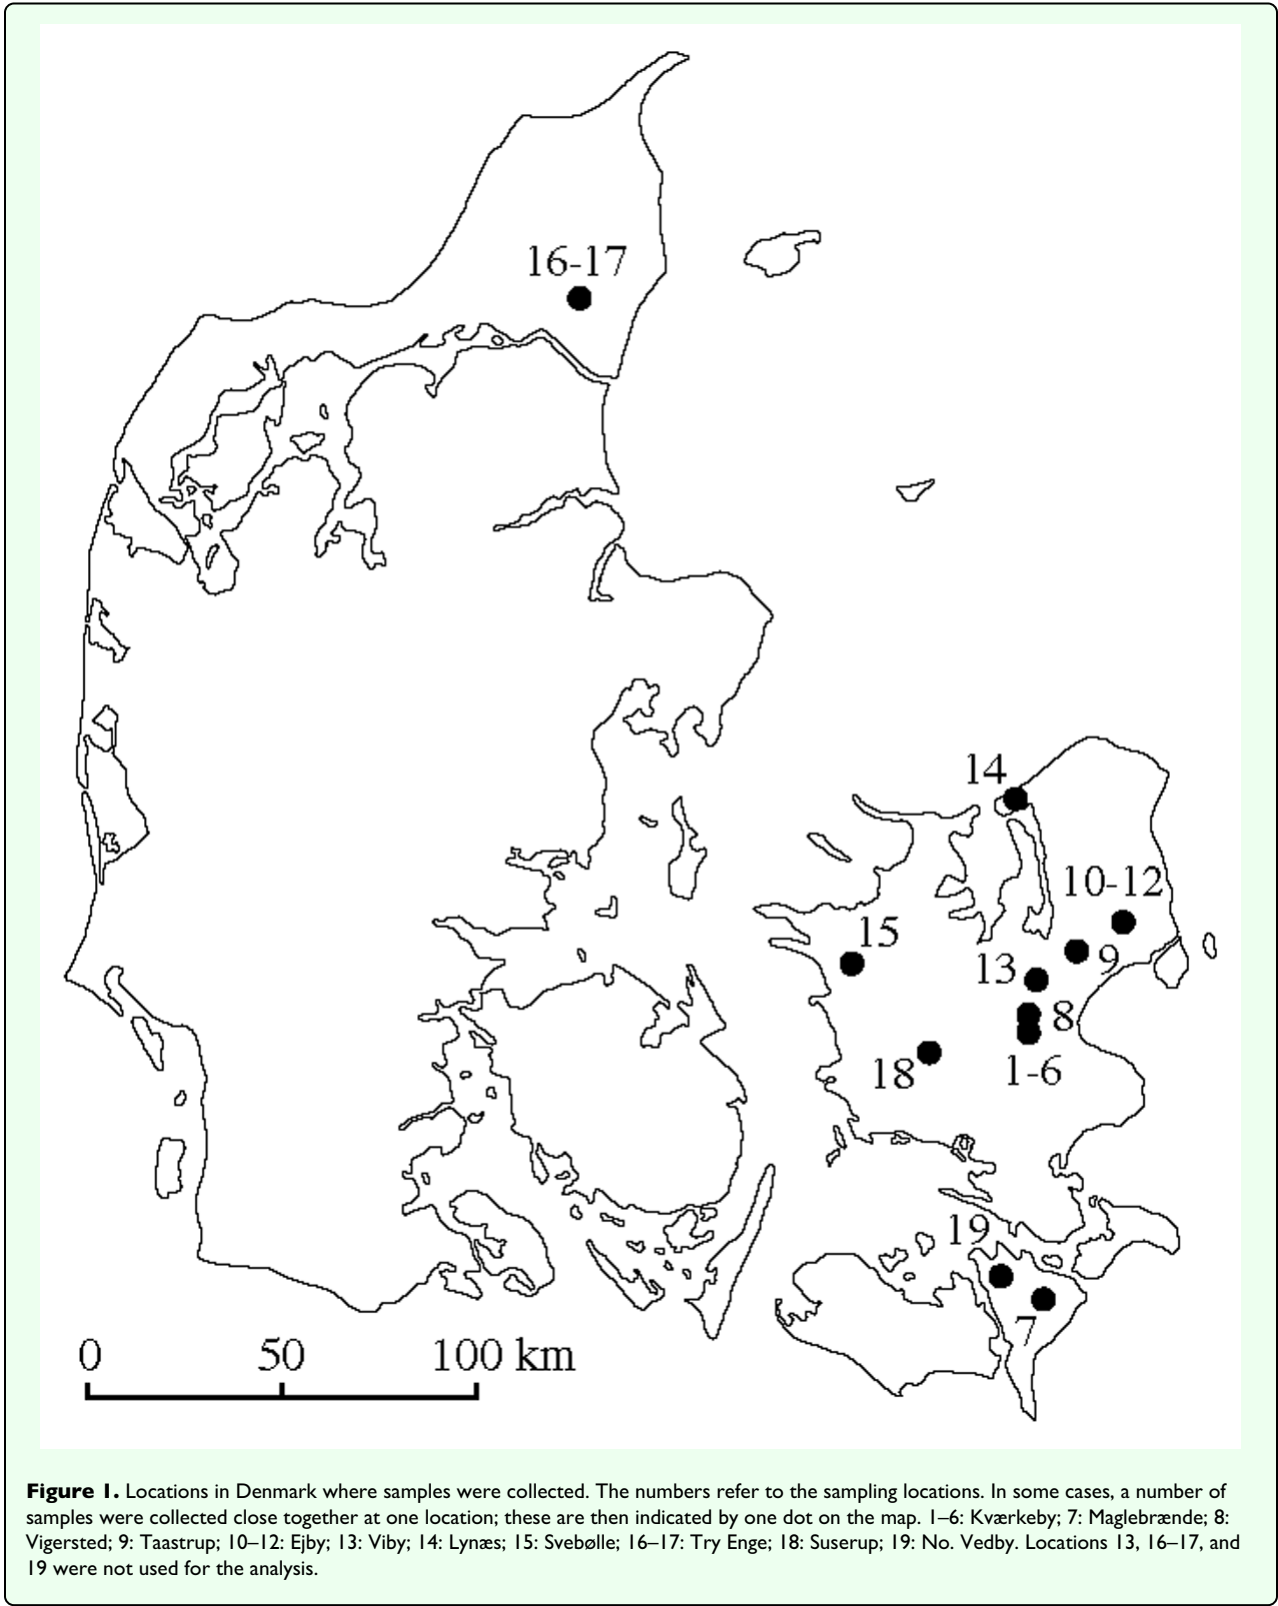 16-17
14
10-12
15
9
13
8
18
1-6
19
7
0 50 100 km
Figure 1. Locations in Denmark where samples were collected. The numbers refer to the sampling locations. In some cases, a number of
samples were collected close together at one location; these are then indicated by one dot on the map. 1–6: Kværkeby; 7: Maglebrænde; 8:
Vigersted; 9: Taastrup; 10–12: Ejby; 13: Viby; 14: Lynæs; 15: Svebølle; 16–17: Try Enge; 18: Suserup; 19: No. Vedby. Locations 13, 16–17, and
19 were not used for the analysis.